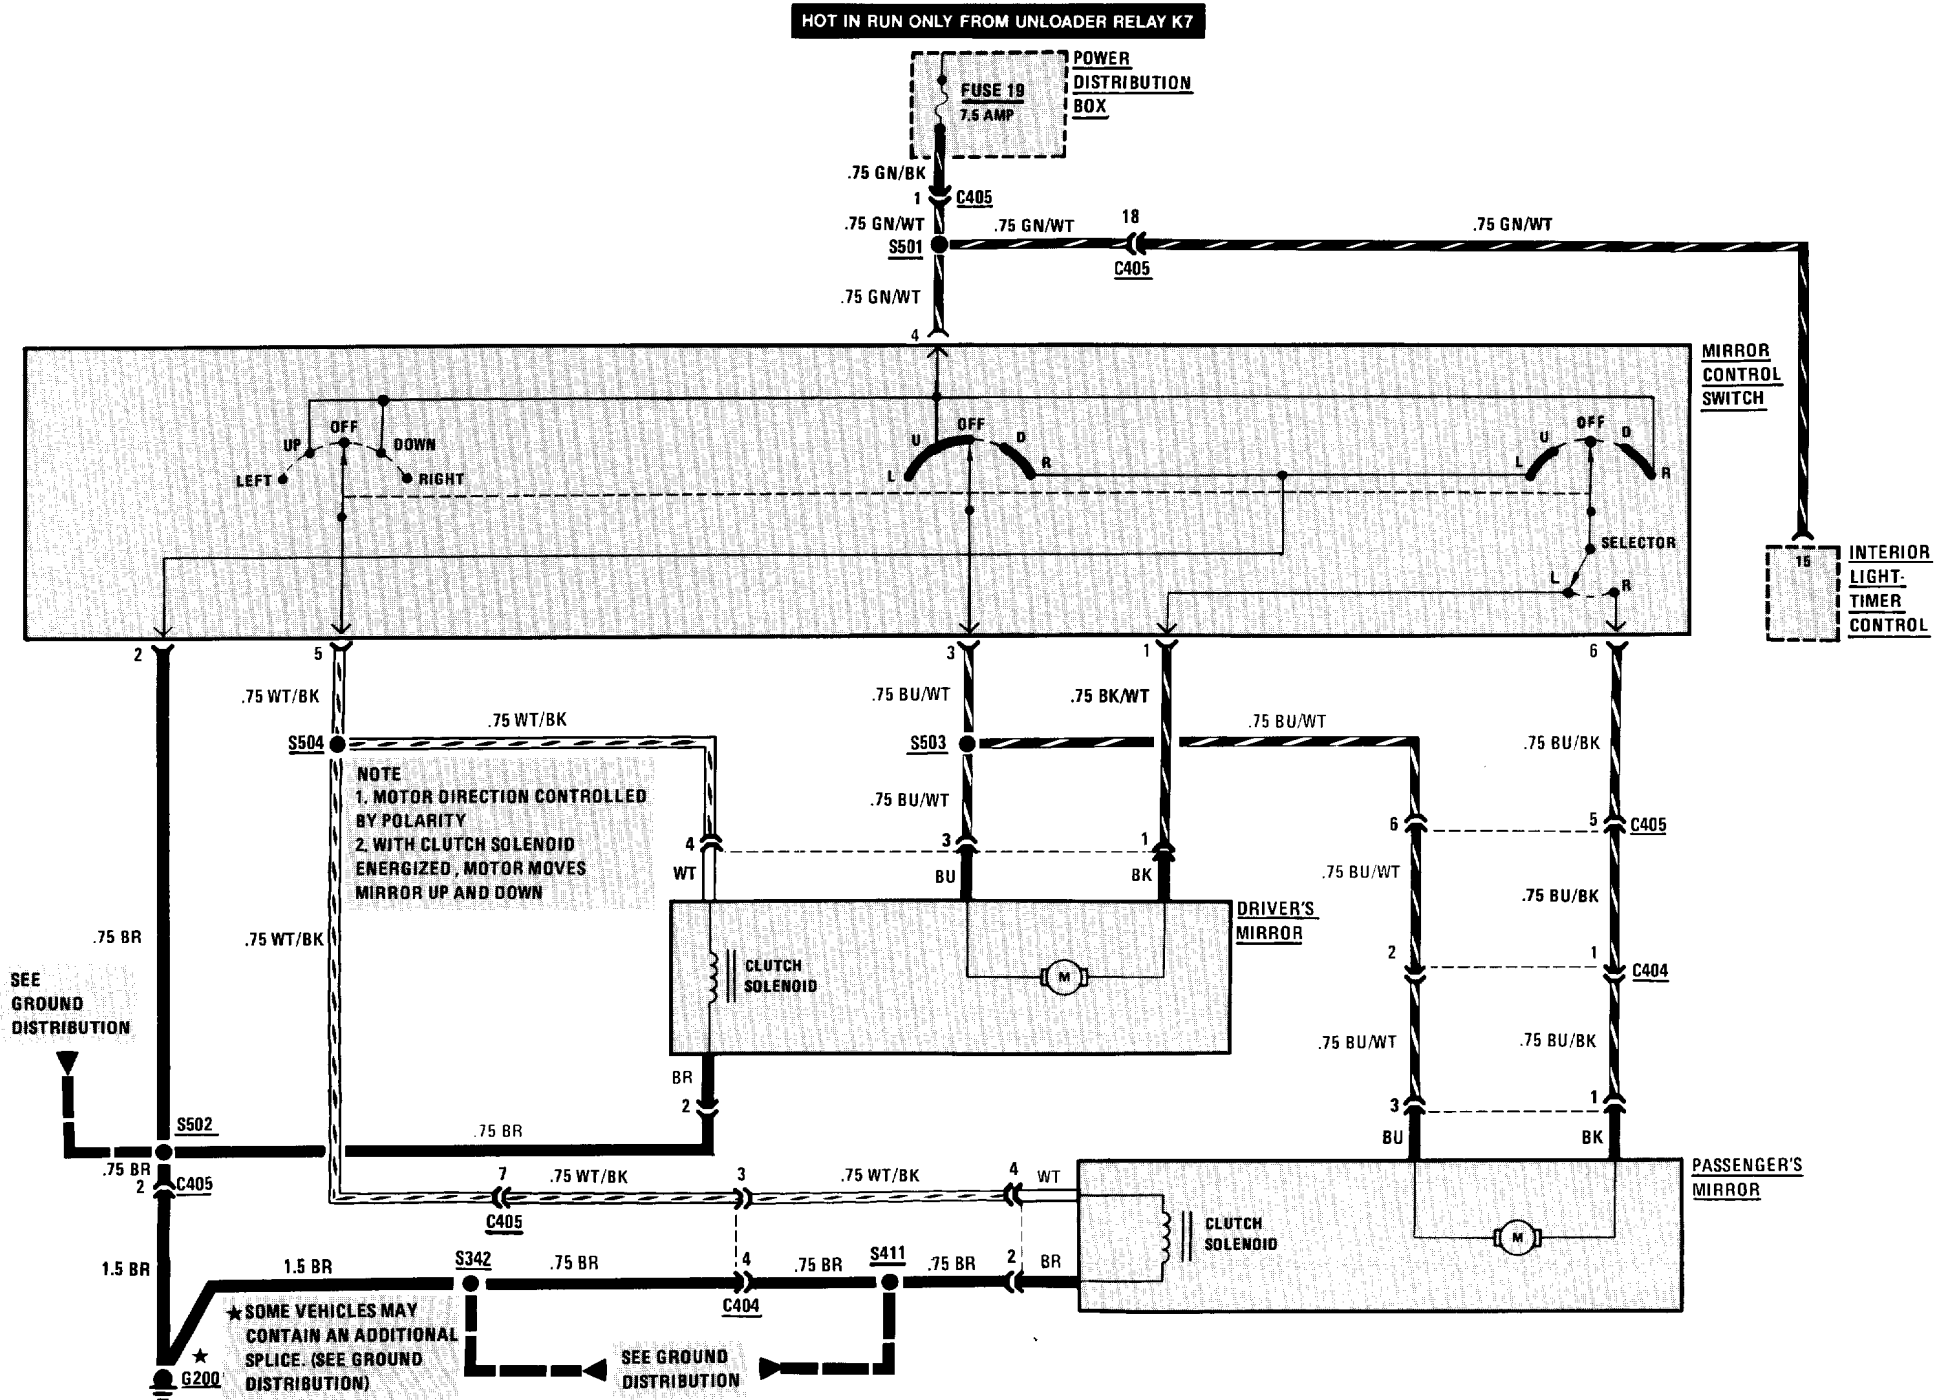 HOT IN RUN ONLY FROM UNLOADER RELAY K7
POWER
DISTRIBUTION
BOX
FUSE 19
7.5 AMP
.75 GN/BK
1
C405
.75 GN/WT
S501
.75 GN/WT
18
C405
.75 GN/WT
.75 GN/WT
4
MIRROR
CONTROL
SWITCH
OFF
UP
DOWN
LEFT
RIGHT
OFF
U
D
L
R
OFF
U
D
L
R
SELECTOR
L
R
15
INTERIOR
LIGHT-
TIMER
CONTROL
2
5
3
1
6
.75 WT/BK
.75 BU/WT
.75 BK/WT
.75 WT/BK
.75 BU/WT
.75 BU/BK
S504
S503
NOTE
1. MOTOR DIRECTION CONTROLLED
BY POLARITY
2. WITH CLUTCH SOLENOID
ENERGIZED, MOTOR MOVES
MIRROR UP AND DOWN
.75 BU/WT
4
3
1
6
5
C405
WT
BU
BK
.75 BU/WT
.75 BU/BK
DRIVER'S
MIRROR
.75 BR
.75 WT/BK
CLUTCH
SOLENOID
M
2
1
C404
SEE
GROUND
DISTRIBUTION
.75 BU/WT
.75 BU/BK
BR
2
3
1
S502
.75 BR
BU
BK
.75 BR
2
C405
7
.75 WT/BK
3
.75 WT/BK
4
WT
C405
PASSENGER'S
MIRROR
CLUTCH
SOLENOID
M
1.5 BR
1.5 BR
S342
.75 BR
4
.75 BR
S411
.75 BR
2
BR
C404
★SOME VEHICLES MAY
CONTAIN AN ADDITIONAL
SPLICE. (SEE GROUND
DISTRIBUTION)
★
G200
SEE GROUND
DISTRIBUTION